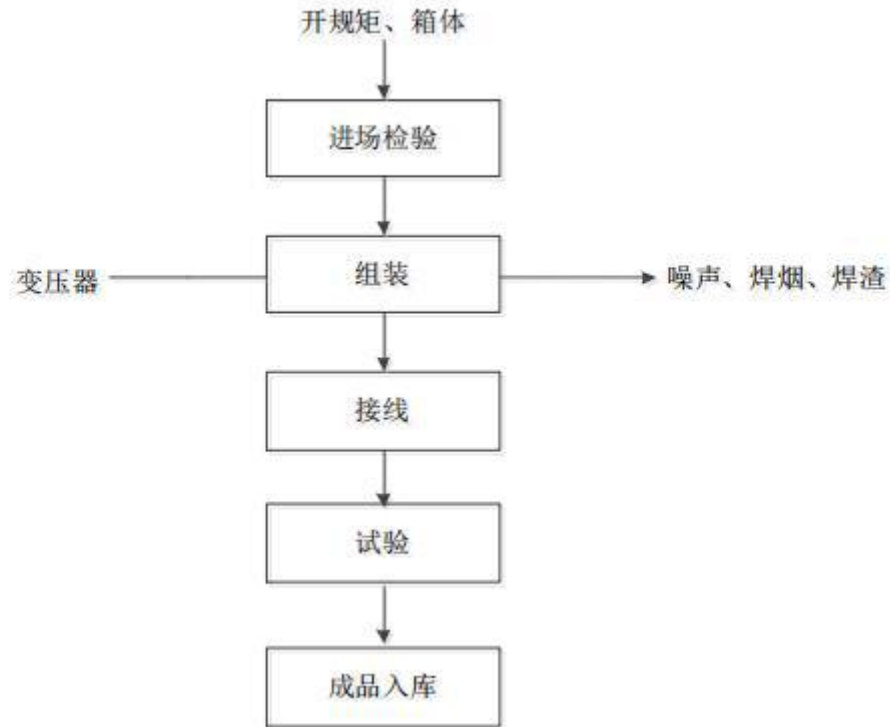 开规矩、箱体
进场检验
变压器
组装
噪声、焊烟、焊渣
接线
试验
成品入库